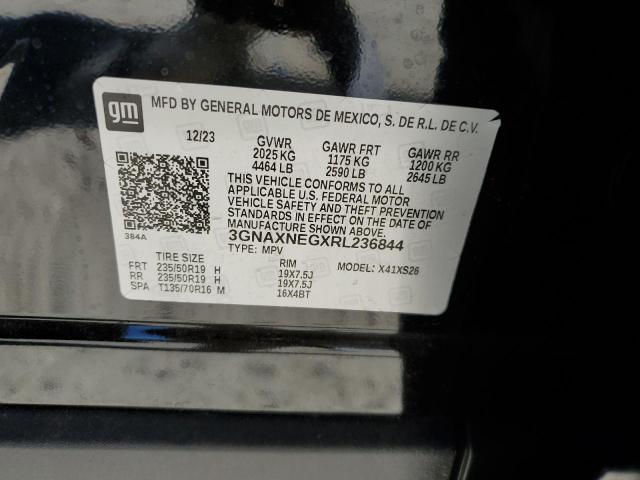 gm MFD BY GENERAL MOTORS DE MEXICO, S. DE R.L. DE C.V.
12/23 GVWR GAWR FRT GAWR RR
2025 KG 1175 KG 1200 KG
4464 LB 2590 LB 2645 LB
THIS VEHICLE CONFORMS TO ALL
APPLICABLE U.S. FEDERAL MOTOR
VEHICLE SAFETY AND THEFT PREVENTION
STANDARDS IN EFFECT ON THE DATE OF
MANUFACTURE SHOWN ABOVE.
384A 3GNAXNEGXRL236844
TYPE: MPV MODEL: X41XS26
TIRE SIZE RIM
FRT 235/50R19 H 19X7.5J
RR 235/50R19 H 19X7.5J
SPA T135/70R16 M 16X4BT